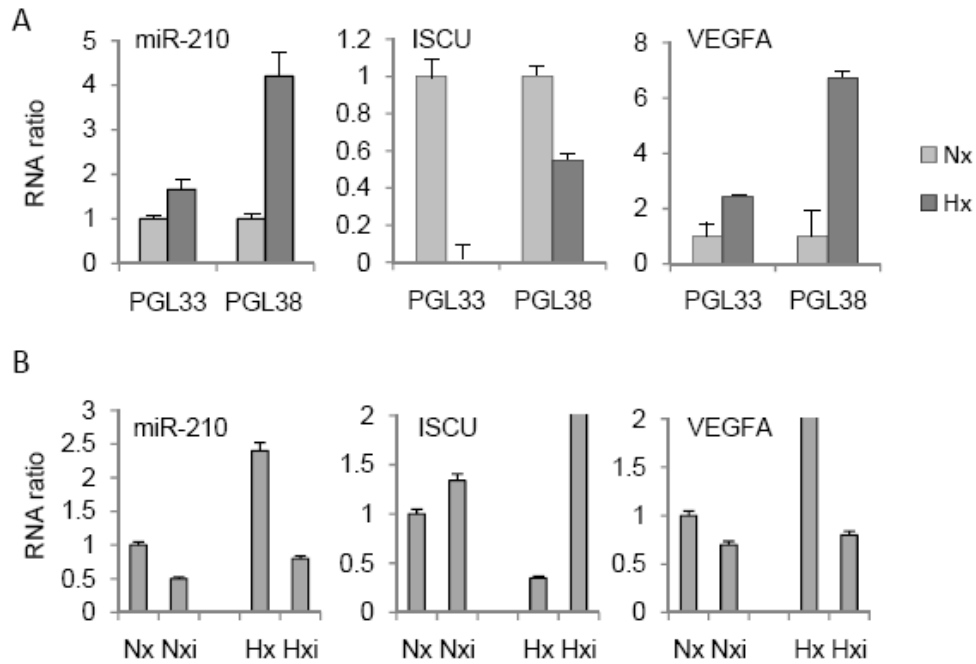 A
miR-210
ISCU
VEGFA
RNA ratio
5
4
3
2
1
0
1.2
1
0.8
0.6
0.4
0.2
0
8
6
4
2
0
PGL33 PGL38
PGL33 PGL38
PGL33 PGL38
Nx
Hx
B
miR-210
ISCU
VEGFA
RNA ratio
3
2.5
2
1.5
1
0.5
0
2
1.5
1
0.5
0
2
1.5
1
0.5
0
Nx Nxi Hx Hxi
Nx Nxi Hx Hxi
Nx Nxi Hx Hxi